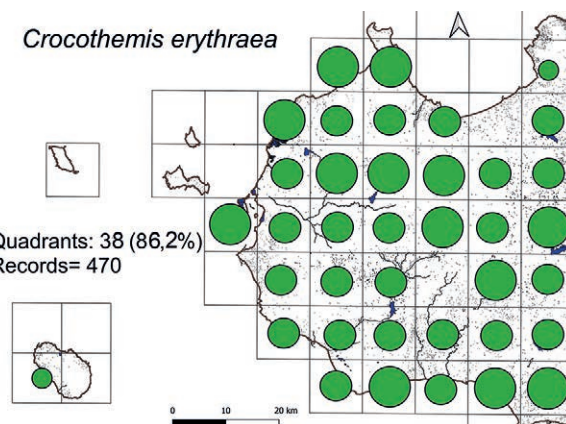 Crocothemis erythraea
Quadrants: 38 (86,2%)
Records= 470
0 10 20 km